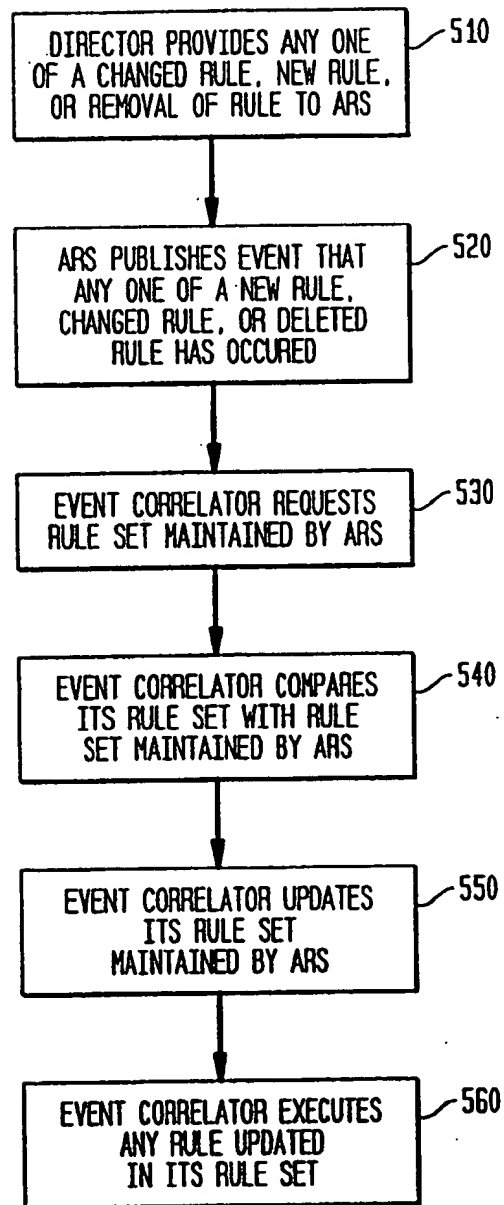 DIRECTOR PROVIDES ANY ONE
OF A CHANGED RULE, NEW RULE,
OR REMOVAL OF RULE TO ARS
510
ARS PUBLISHES EVENT THAT
ANY ONE OF A NEW RULE,
CHANGED RULE, OR DELETED
RULE HAS OCCURED
520
EVENT CORRELATOR REQUESTS
RULE SET MAINTAINED BY ARS
530
EVENT CORRELATOR COMPARES
ITS RULE SET WITH RULE
SET MAINTAINED BY ARS
540
EVENT CORRELATOR UPDATES
ITS RULE SET
MAINTAINED BY ARS
550
EVENT CORRELATOR EXECUTES
ANY RULE UPDATED
IN ITS RULE SET
560